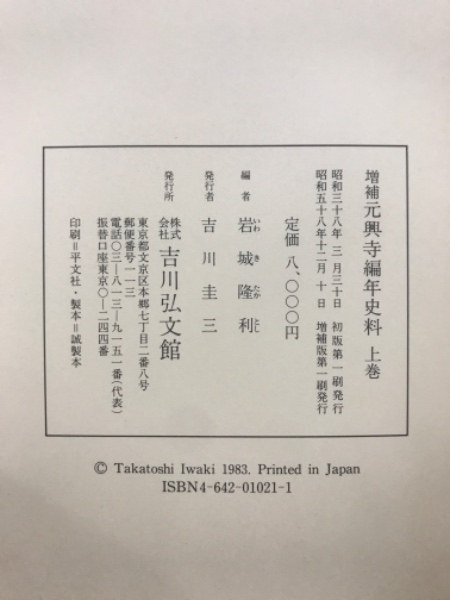 増補元興寺編年史料 上巻
昭和三十八年 三月三十日 初版第一刷発行
昭和五十八年十二月 十日 増補版第一刷発行
定価 八、〇〇〇円
編者 岩城隆利
いわ き たか とし
発行者 吉川圭三
発行所 株式会社 吉川弘文館
東京都文京区本郷七丁目二番八号
郵便番号一一三
電話〇三—八一三—九一五一番(代表)
振替口座東京〇—二四四番
印刷=平文社・製本=誠製本
© Takatoshi Iwaki 1983. Printed in Japan
ISBN4-642-01021-1